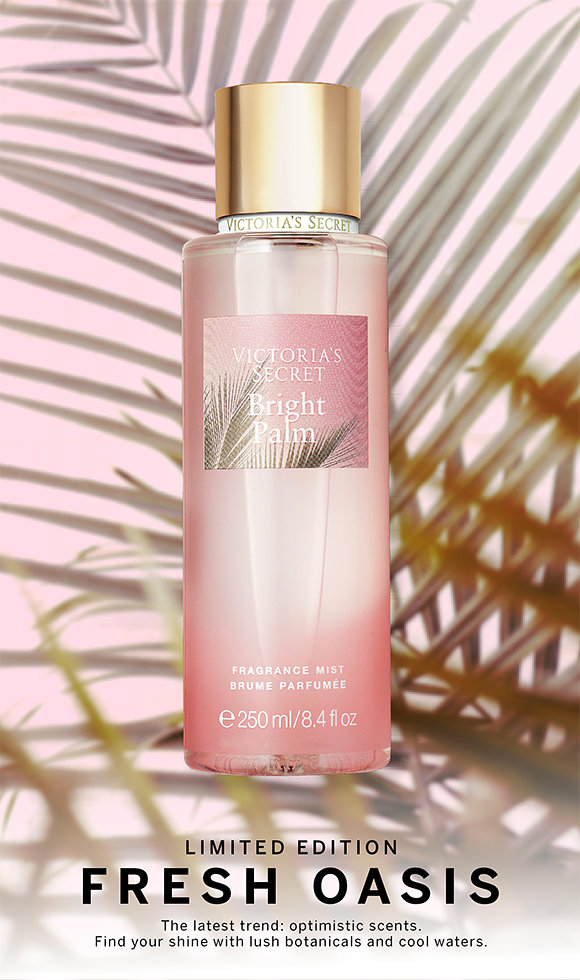 VICTORIA'S SECRET
VICTORIA'S
SECRET
Bright
Palm
FRAGRANCE MIST
BRUME PARFUMÉE
℮250 ml/8.4 fl oz
LIMITED EDITION
FRESH OASIS
The latest trend: optimistic scents.
Find your shine with lush botanicals and cool waters.